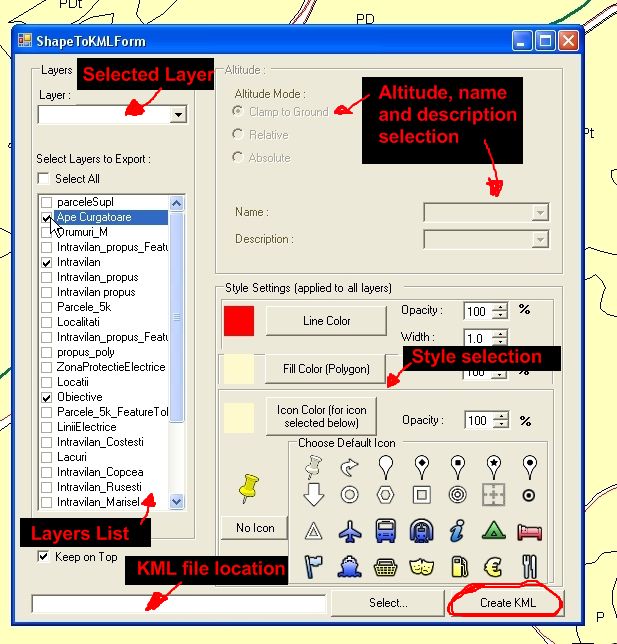 PD
ShapeToKMLForm
PD
Layers
Selected Layer
Layer :
Select Layers to Export :
Select All
parceleSupl
Ape Curgatoare
Drumuri_M
Intravilan_propus_Featu
Intravilan
Intravilan_propus
Intravilan propus
Parcele_5k
Localitati
Intravilan_propus_Featu
propus_poly
ZonaProtectieElectrice
Locatii
Obiective
Parcele_5k_FeatureTol
LiniiElectrice
Intravilan_Costesti
Lacuri
Intravilan_Copcea
Intravilan_Rusesti
Intravilan_Marisel
Layers List
Keep on Top
Altitude :
Altitude Mode :
Clamp to Ground
Relative
Absolute
Altitude, name
and description
selection
Name :
Description :
Style Settings (applied to all layers)
Line Color
Opacity : 100 %
Width : 1.0
Style selection
Fill Color (Polygon)
100 %
Icon Color (for icon
selected below)
Opacity : 100 %
Choose Default Icon
No Icon
KML file location
Select...
Create KML
Pt
P